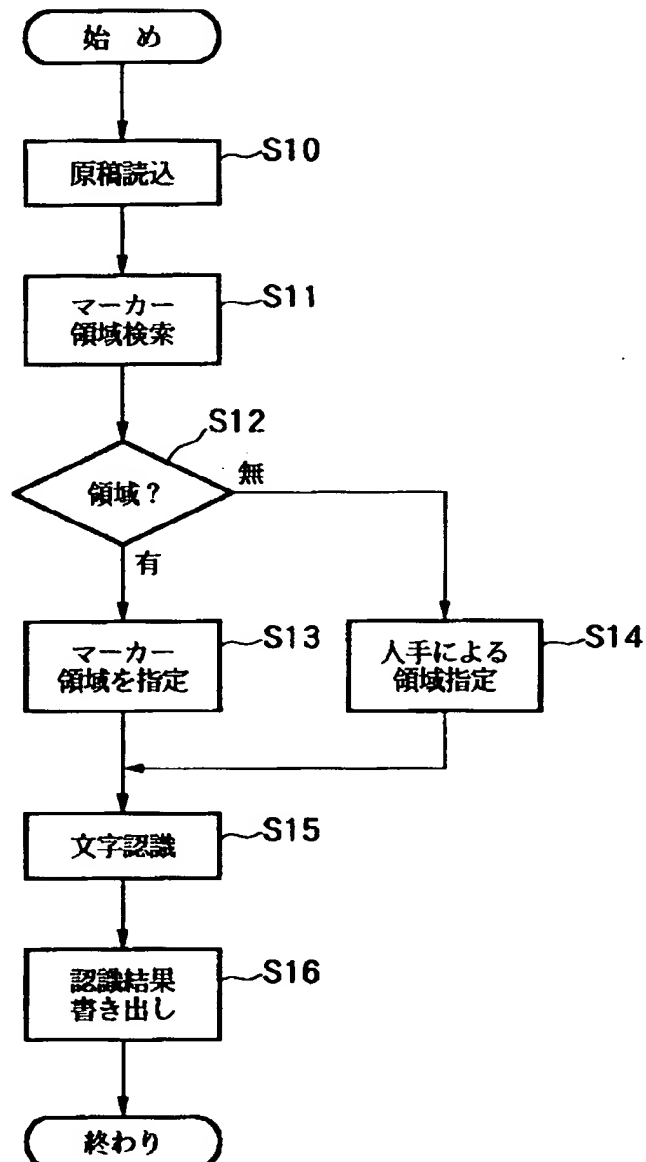 始 め
原稿読込
S10
マーカー
領域検索
S11
S12
領域?
無
有
マーカー
領域を指定
S13
人手による
領域指定
S14
文字認識
S15
認識結果
書き出し
S16
終わり